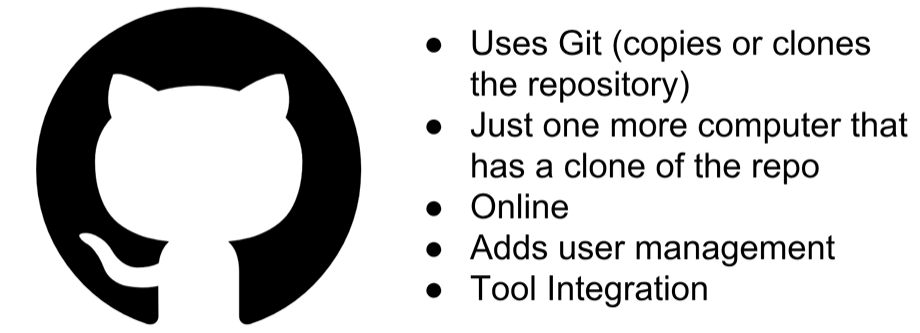 ● Uses Git (copies or clones
the repository)
● Just one more computer that
has a clone of the repo
● Online
● Adds user management
● Tool Integration